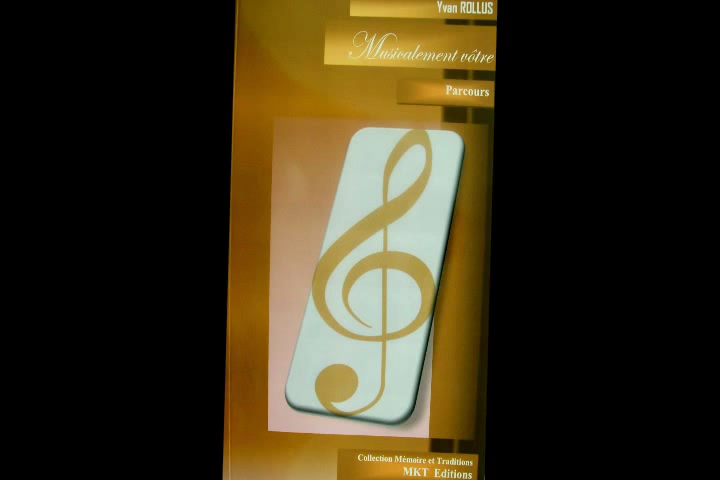 Yvan ROLLUS
Musicalement vôtre
Parcours
Collection Mémoire et Traditions
MKT Editions